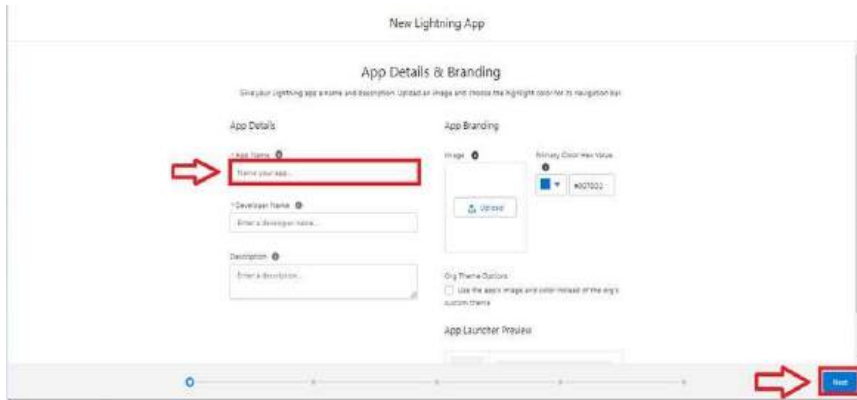 New Lightning App
App Details & Branding
Give your Lightning app a name and description. Upload an image and choose the highlight color for its navigation bar.
App Details
App Branding
* App Name
Name your app...
* Developer Name
Enter a developer name...
Description
Enter a description...
Image
Upload
Primary Color Hex Value
#0070D2
Org Theme Options
Use the app's image and color instead of the org's
custom theme
App Launcher Preview
Next